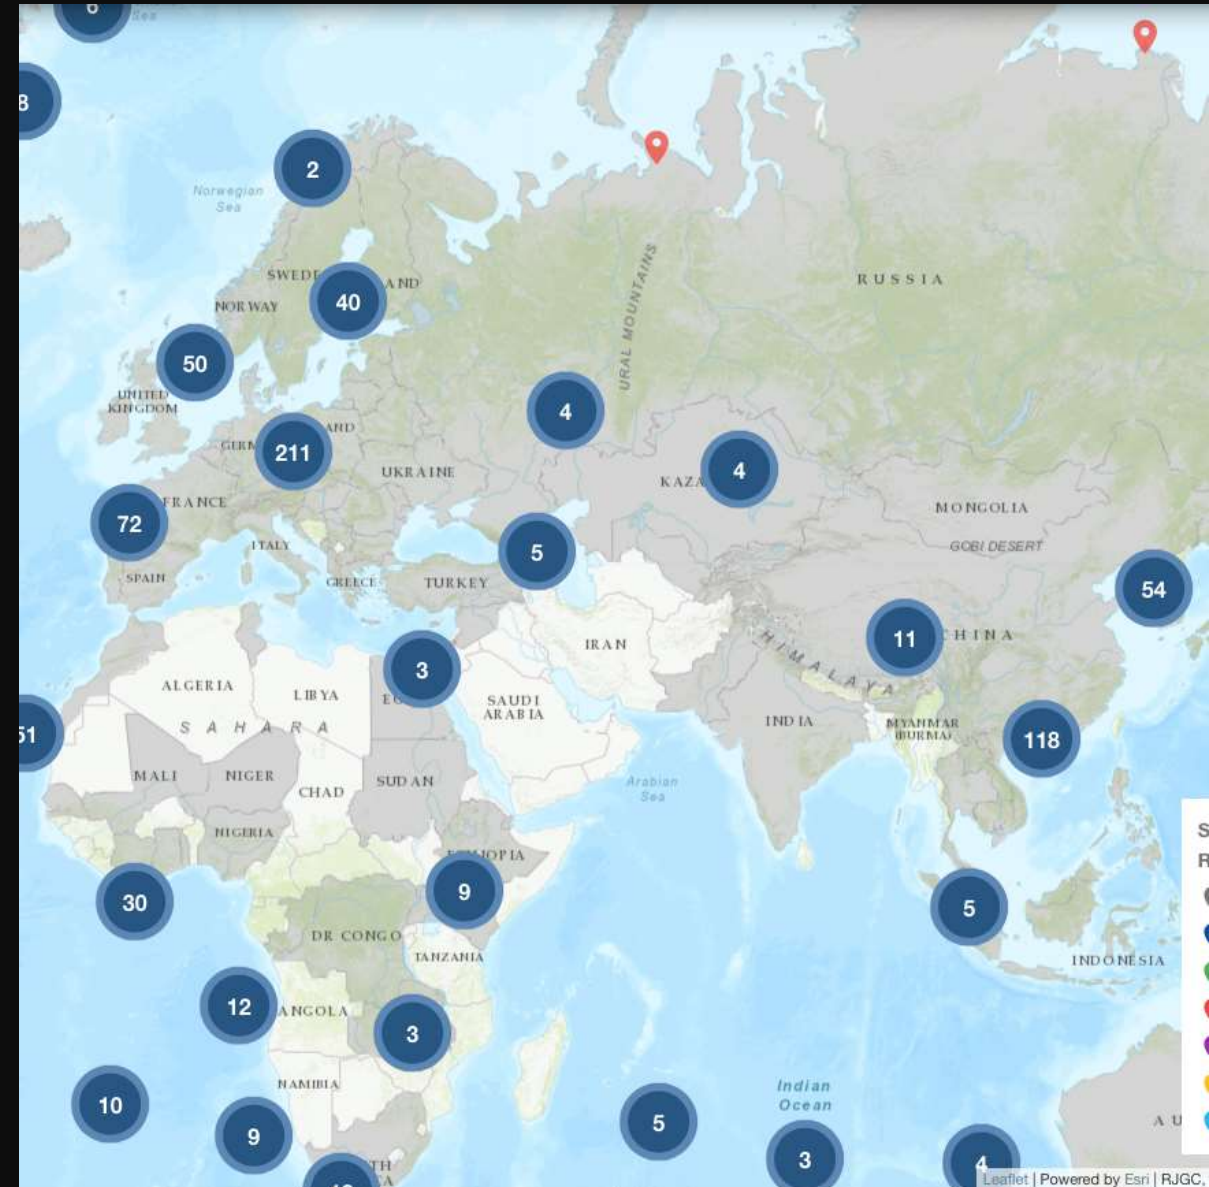 6
Sea
8
2
Norwegian
Sea
RUSSIA
SWED
AND
40
NORWAY
URAL MOUNTAINS
50
UNITED
KINGDOM
4
AND
GER
211
UKRAINE
4
KAZA
FRANCE
72
MONGOLIA
ITALY
5
GOBI DESERT
SPAIN
GREECE
TURKEY
54
11
CHINA
IRAN
HIMALAYA
3
ALGERIA
LIBYA
SAUDI
ARABIA
SAHARA
INDIA
MYANMAR
(BURMA)
51
118
MALI
NIGER
SUDAN
CHAD
Arabian
Sea
NIGERIA
S
ETHIOPIA
R
9
30
5
DR CONGO
TANZANIA
INDONESIA
12
ANGOLA
3
NAMIBIA
Indian
Ocean
10
5
A U
9
3
4
TH
Leaflet | Powered by Esri | RJGC,